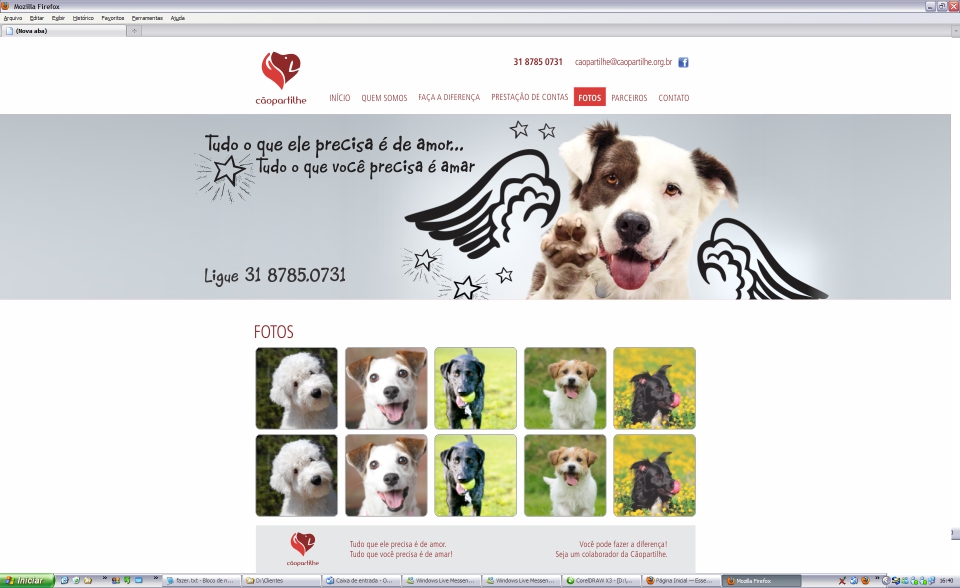 Mozilla Firefox
Arquivo Editar Exibir Histórico Favoritos Ferramentas Ajuda
(Nova aba)
31 8785 0731 caopartilhe@caopartilhe.org.br
cãopartilhe
INÍCIO QUEM SOMOS FAÇA A DIFERENÇA PRESTAÇÃO DE CONTAS FOTOS PARCEIROS CONTATO
Tudo o que ele precisa é de amor...
Tudo o que você precisa é amar
Ligue 31 8785.0731
FOTOS
Tudo que ele precisa é de amor.
Tudo que você precisa é de amar!
cãopartilhe
Você pode fazer a diferença!
Seja um colaborador da Cãopartilhe.
Iniciar fazer.txt - Bloco de n... D:\Clientes Caixa de entrada - O... Windows Live Messen... Windows Live Messen... CorelDRAW X3 - [D:\... Página Inicial — Esse... Mozilla Firefox 16:40